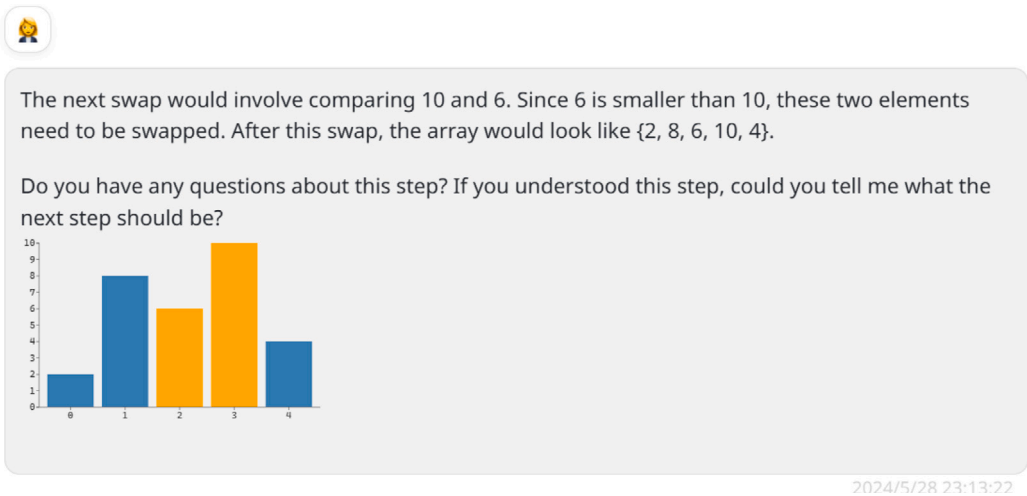 The next swap would involve comparing 10 and 6. Since 6 is smaller than 10, these two elements
need to be swapped. After this swap, the array would look like {2, 8, 6, 10, 4}.
Do you have any questions about this step? If you understood this step, could you tell me what the
next step should be?
10
9
8
7
6
5
4
3
2
1
0
0 1 2 3 4
2024/5/28 23:13:22